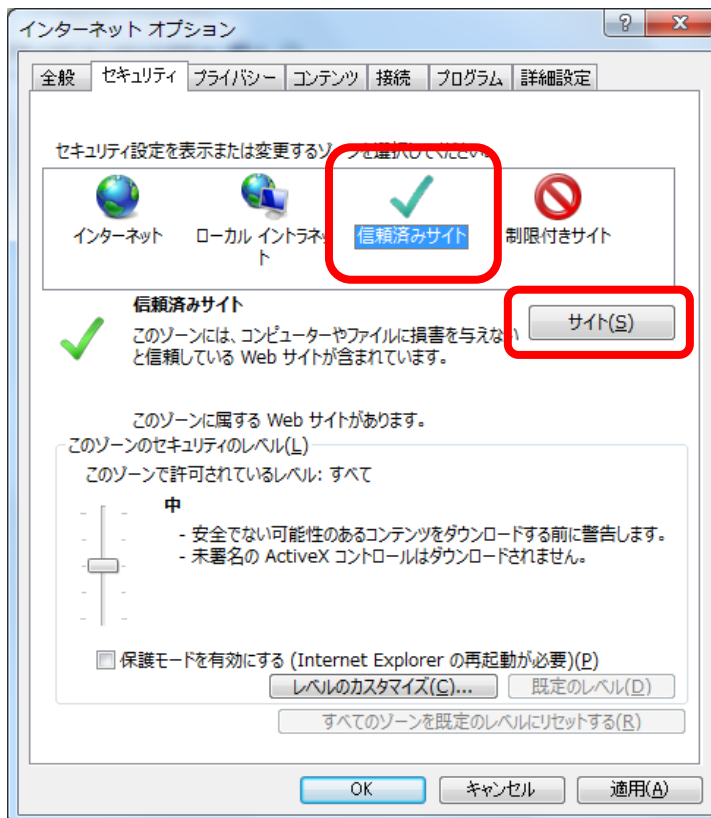 インターネット オプション
全般 セキュリティ プライバシー コンテンツ 接続 プログラム 詳細設定
セキュリティ設定を表示または変更するゾーンを選択してください。
インターネット ローカル イントラネット 信頼済みサイト 制限付きサイト
信頼済みサイト
サイト(S)
このゾーンには、コンピューターやファイルに損害を与えない
と信頼している Web サイトが含まれています。
このゾーンに属する Web サイトがあります。
このゾーンのセキュリティのレベル(L)
このゾーンで許可されているレベル: すべて
中
- 安全でない可能性のあるコンテンツをダウンロードする前に警告します。
- 未署名の ActiveX コントロールはダウンロードされません。
保護モードを有効にする (Internet Explorer の再起動が必要)(P)
レベルのカスタマイズ(C)... 既定のレベル(D)
すべてのゾーンを既定のレベルにリセットする(R)
OK キャンセル 適用(A)